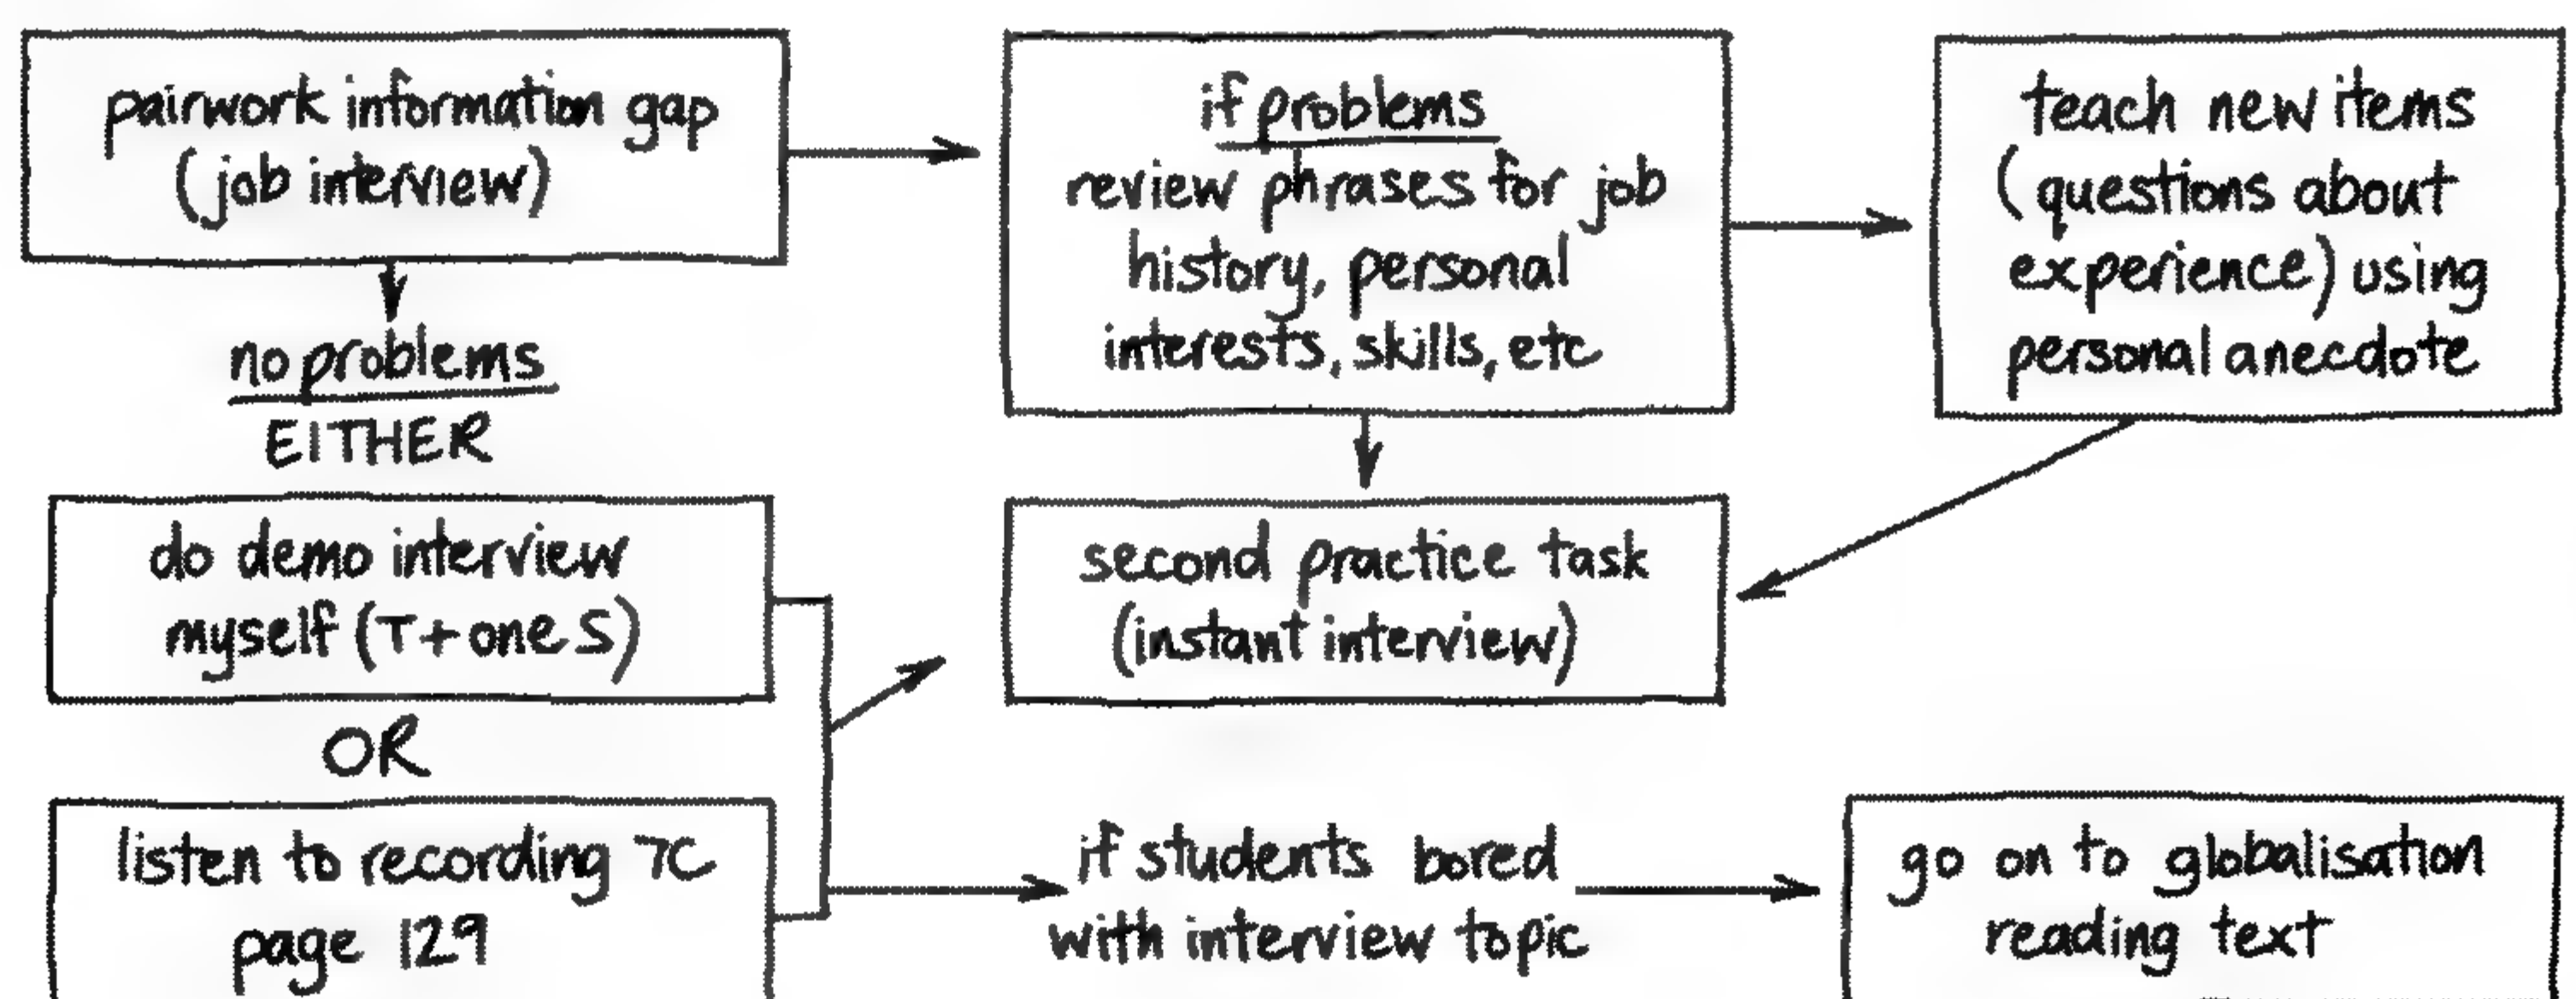 pairwork information gap
(job interview)
if problems
review phrases for job
history, personal
interests, skills, etc
teach new items
(questions about
experience) using
personal anecdote
no problems
EITHER
do demo interview
myself (T+one S)
OR
listen to recording 7C
page 129
second practice task
(instant interview)
if students bored
with interview topic
go on to globalisation
reading text